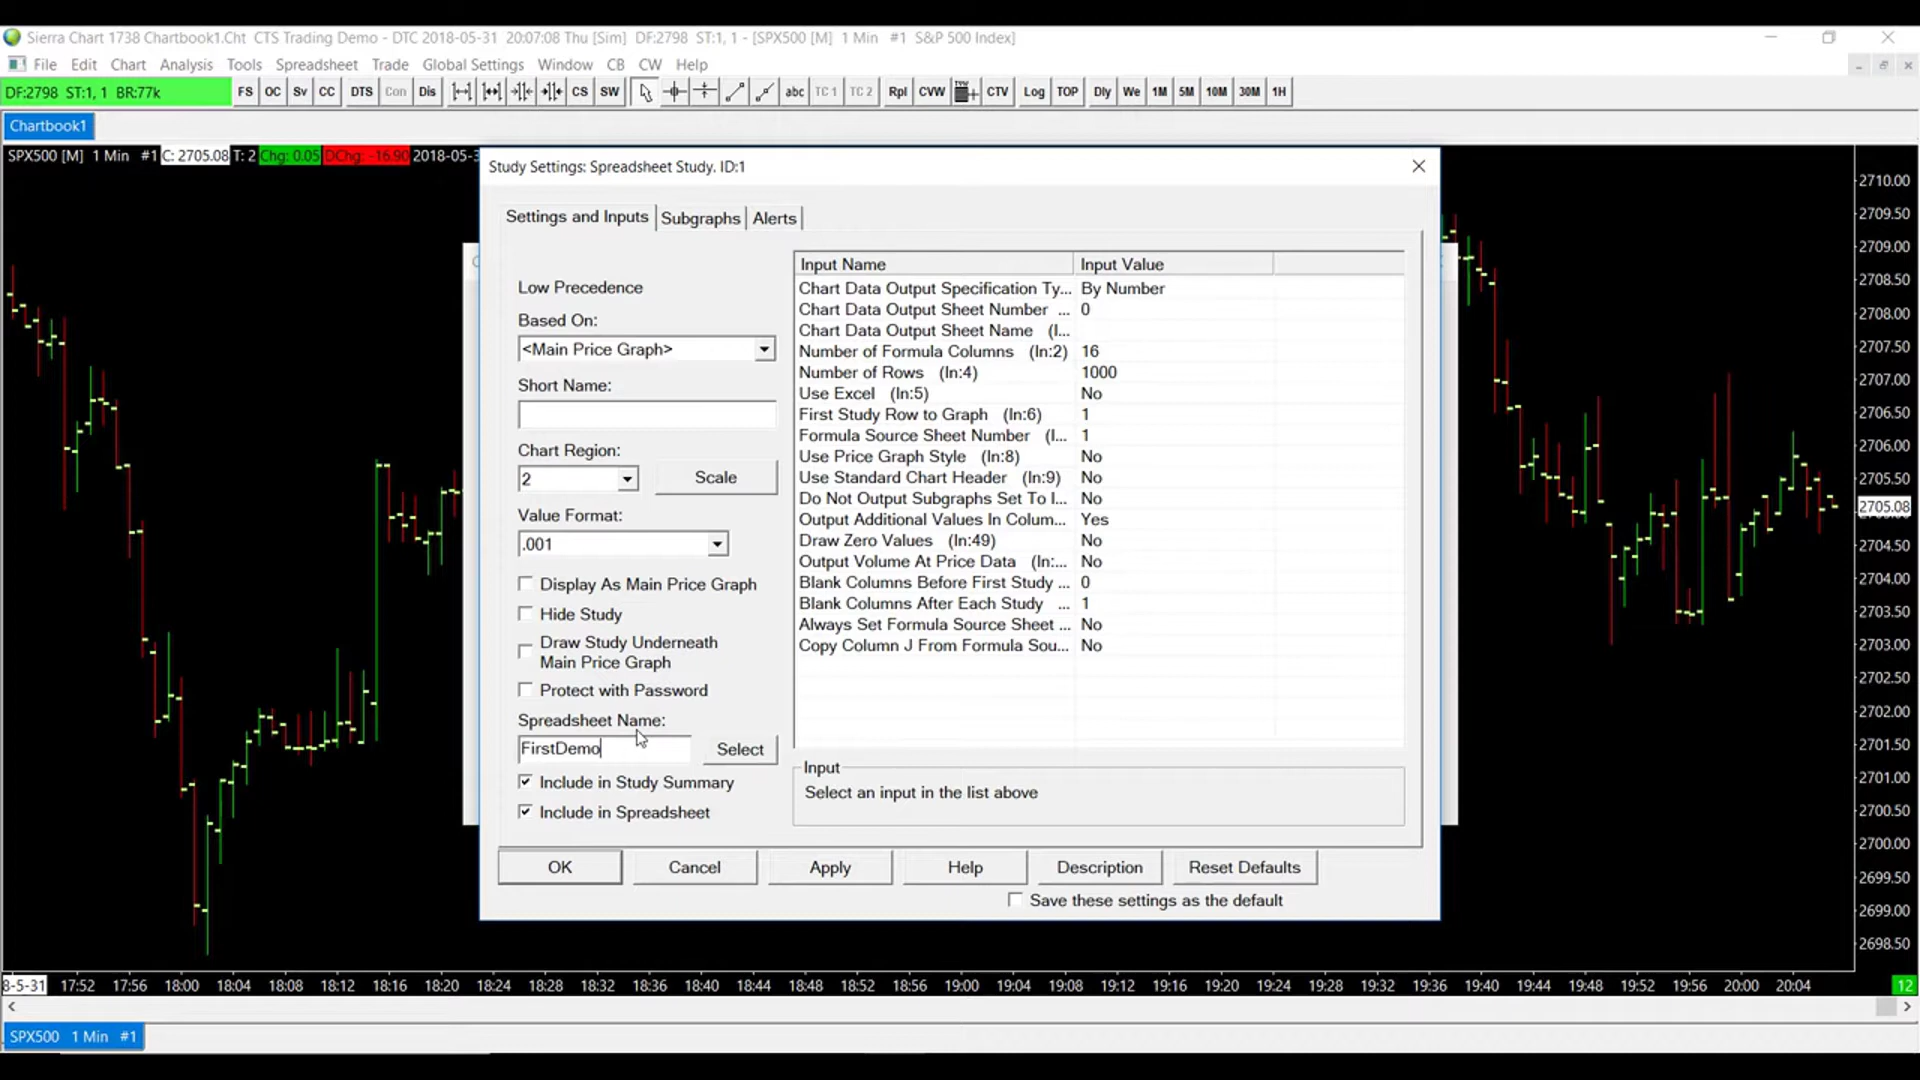 Sierra Chart 1738 Chartbook1.Cht CTS Trading Demo - DTC 2018-05-31 20:07:08 Thu [Sim] DF:2798 ST:1, 1 - [SPX500 [M] 1 Min #1 S&P 500 Index]
File Edit Chart Analysis Tools Spreadsheet Trade Global Settings Window CB CW Help
DF:2798 ST:1, 1 BR:77k FS OC Sv CC DTS Con Dis CS SW abc TC 1 TC 2 Rpl CVW CTV Log TOP Dly We 1M 5M 10M 30M 1H
Chartbook1
SPX500 [M] 1 Min #1 C: 2705.08 T: 2 Chg: 0.05 DChg: -16.90 2018-05-3
Study Settings: Spreadsheet Study. ID:1
Settings and Inputs Subgraphs Alerts
Low Precedence
Based On:
<Main Price Graph>
Short Name:
Chart Region:
2 Scale
Value Format:
.001
Display As Main Price Graph
Hide Study
Draw Study Underneath
Main Price Graph
Protect with Password
Spreadsheet Name:
FirstDemo Select
Include in Study Summary
Include in Spreadsheet
Input Name Input Value
Chart Data Output Specification Ty... By Number
Chart Data Output Sheet Number ... 0
Chart Data Output Sheet Name (I...
Number of Formula Columns (In:2) 16
Number of Rows (In:4) 1000
Use Excel (In:5) No
First Study Row to Graph (In:6) 1
Formula Source Sheet Number (I... 1
Use Price Graph Style (In:8) No
Use Standard Chart Header (In:9) No
Do Not Output Subgraphs Set To I... No
Output Additional Values In Colum... Yes
Draw Zero Values (In:49) No
Output Volume At Price Data (In:... No
Blank Columns Before First Study ... 0
Blank Columns After Each Study ... 1
Always Set Formula Source Sheet ... No
Copy Column J From Formula Sou... No
Input
Select an input in the list above
OK Cancel Apply Help Description Reset Defaults
Save these settings as the default
2710.00
2709.50
2709.00
2708.50
2708.00
2707.50
2707.00
2706.50
2706.00
2705.50
2705.08
2704.50
2704.00
2703.50
2703.00
2702.50
2702.00
2701.50
2701.00
2700.50
2700.00
2699.50
2699.00
2698.50
8-5-31 17:52 17:56 18:00 18:04 18:08 18:12 18:16 18:20 18:24 18:28 18:32 18:36 18:40 18:44 18:48 18:52 18:56 19:00 19:04 19:08 19:12 19:16 19:20 19:24 19:28 19:32 19:36 19:40 19:44 19:48 19:52 19:56 20:00 20:04 12
SPX500 1 Min #1